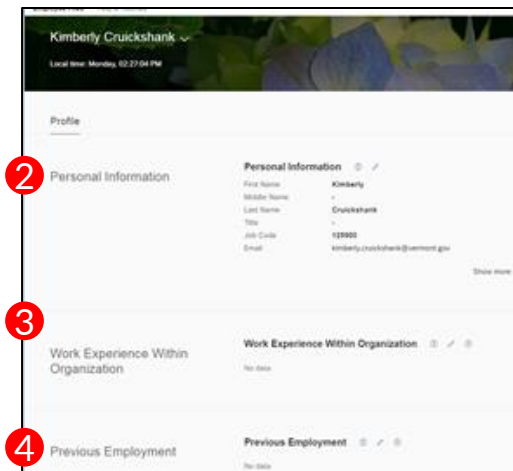 Kimberly Cruickshank
Local time: Monday, 02:27:04 PM
Profile
2
Personal Information
Personal Information
First Name Kimberly
Middle Name -
Last Name Cruickshank
Title -
Job Code 125900
Email kimberly.cruickshank@vermont.gov
Show more
3
Work Experience Within Organization
Work Experience Within
Organization
No data
4
Previous Employment
Previous Employment
No data